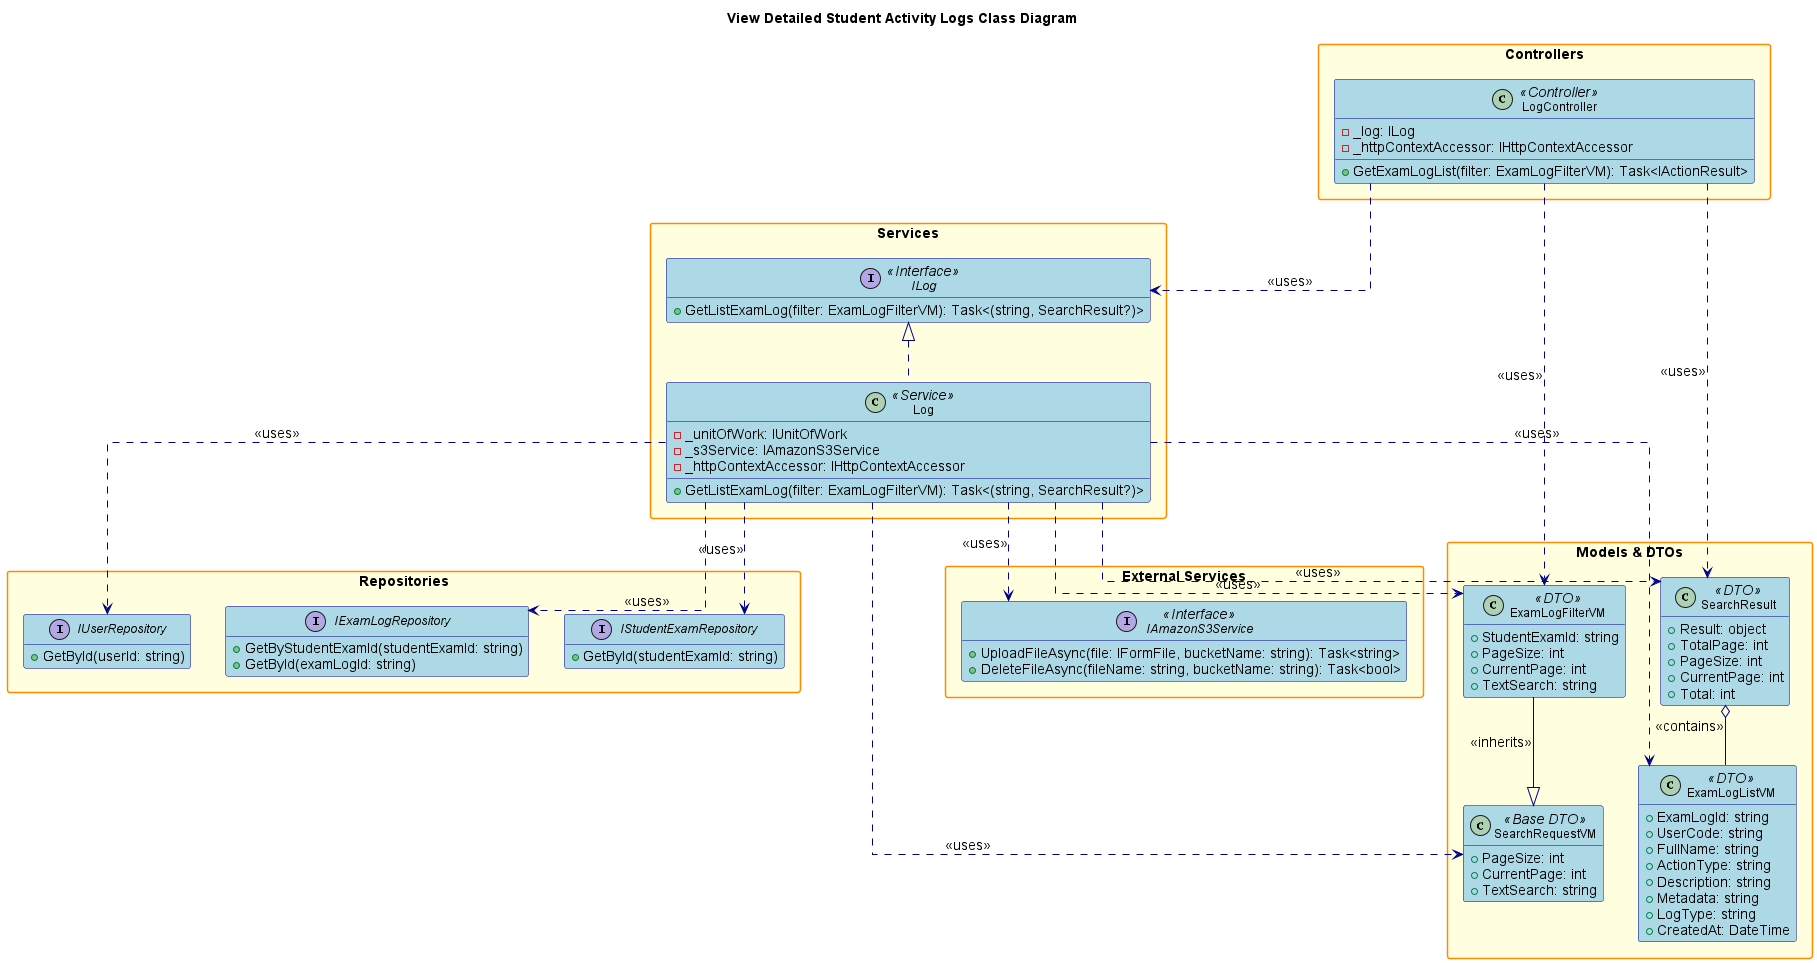 View Detailed Student Activity Logs Class Diagram
Controllers
«Controller»
LogController
_log: ILog
_httpContextAccessor: IHttpContextAccessor
GetExamLogList(filter: ExamLogFilterVM): Task<IActionResult>
Services
«Interface»
ILog
GetListExamLog(filter: ExamLogFilterVM): Task<(string, SearchResult?)>
«uses»
«uses»
«uses»
«Service»
Log
_unitOfWork: IUnitOfWork
_s3Service: IAmazonS3Service
_httpContextAccessor: IHttpContextAccessor
GetListExamLog(filter: ExamLogFilterVM): Task<(string, SearchResult?)>
«uses»
«uses»
«uses»
«uses»
«uses»
«uses»
«uses»
«uses»
Repositories
IUserRepository
GetById(userId: string)
IExamLogRepository
GetByStudentExamId(studentExamId: string)
GetById(examLogId: string)
IStudentExamRepository
GetById(studentExamId: string)
External Services
«Interface»
IAmazonS3Service
UploadFileAsync(file: IFormFile, bucketName: string): Task<string>
DeleteFileAsync(fileName: string, bucketName: string): Task<bool>
Models & DTOs
«DTO»
ExamLogFilterVM
StudentExamId: string
PageSize: int
CurrentPage: int
TextSearch: string
«DTO»
SearchResult
Result: object
TotalPage: int
PageSize: int
CurrentPage: int
Total: int
«inherits»
«contains»
«Base DTO»
SearchRequestVM
PageSize: int
CurrentPage: int
TextSearch: string
«DTO»
ExamLogListVM
ExamLogId: string
UserCode: string
FullName: string
ActionType: string
Description: string
Metadata: string
LogType: string
CreatedAt: DateTime